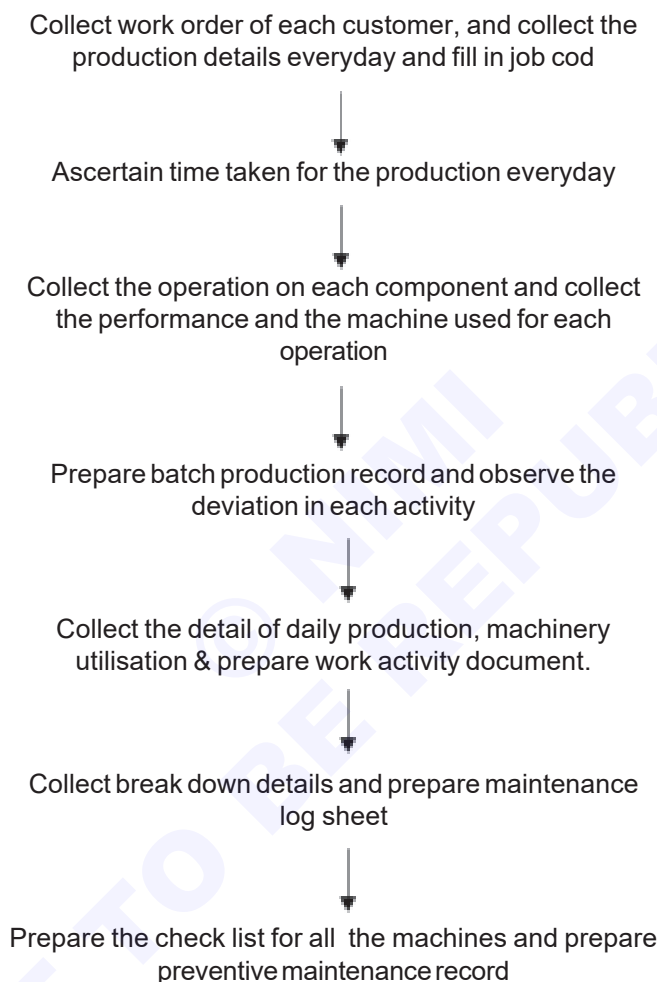 Collect work order of each customer, and collect the
production details everyday and fill in job cod
Ascertain time taken for the production everyday
Collect the operation on each component and collect
the performance and the machine used for each
operation
Prepare batch production record and observe the
deviation in each activity
Collect the detail of daily production, machinery
utilisation & prepare work activity document.
Collect break down details and prepare maintenance
log sheet
Prepare the check list for all the machines and prepare
preventive maintenance record
© NIMI
TO BE REPUB